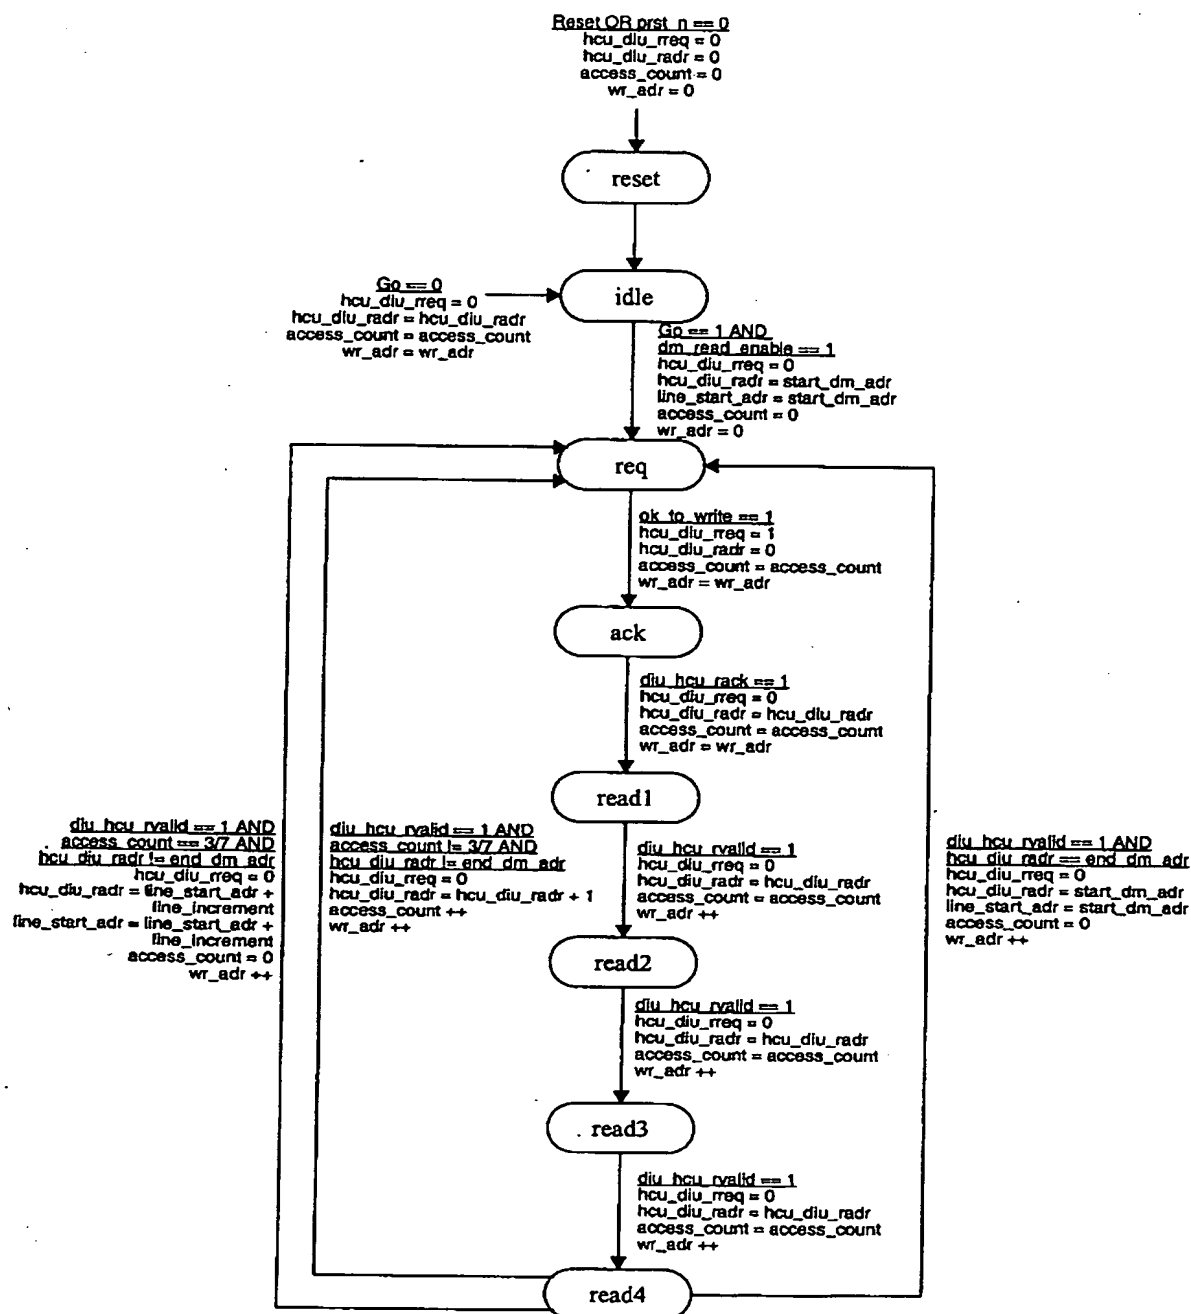 Reset OR prst_n == 0
hcu_diu_rreq = 0
hcu_diu_radr = 0
access_count = 0
wr_adr = 0
reset
Go == 0
hcu_diu_rreq = 0
hcu_diu_radr = hcu_diu_radr
access_count = access_count
wr_adr = wr_adr
idle
Go == 1 AND
dm_read_enable == 1
hcu_diu_rreq = 0
hcu_diu_radr = start_dm_adr
line_start_adr = start_dm_adr
access_count = 0
wr_adr = 0
req
ok_to_write == 1
hcu_diu_rreq = 1
hcu_diu_radr = 0
access_count = access_count
wr_adr = wr_adr
ack
diu_hcu_rack == 1
hcu_diu_rreq = 0
hcu_diu_radr = hcu_diu_radr
access_count = access_count
wr_adr = wr_adr
read1
diu_hcu_rvalid == 1 AND
access_count == 3/7 AND
hcu_diu_radr != end_dm_adr
hcu_diu_rreq = 0
hcu_diu_radr = line_start_adr +
line_increment
line_start_adr = line_start_adr +
line_increment
access_count = 0
wr_adr ++
diu_hcu_rvalid == 1 AND
access_count != 3/7 AND
hcu_diu_radr != end_dm_adr
hcu_diu_rreq = 0
hcu_diu_radr = hcu_diu_radr + 1
access_count ++
wr_adr ++
diu_hcu_rvalid == 1
hcu_diu_rreq = 0
hcu_diu_radr = hcu_diu_radr
access_count = access_count
wr_adr ++
diu_hcu_rvalid == 1 AND
hcu_diu_radr == end_dm_adr
hcu_diu_rreq = 0
hcu_diu_radr = start_dm_adr
line_start_adr = start_dm_adr
access_count = 0
wr_adr ++
read2
diu_hcu_rvalid == 1
hcu_diu_rreq = 0
hcu_diu_radr = hcu_diu_radr
access_count = access_count
wr_adr ++
read3
diu_hcu_rvalid == 1
hcu_diu_rreq = 0
hcu_diu_radr = hcu_diu_radr
access_count = access_count
wr_adr ++
read4